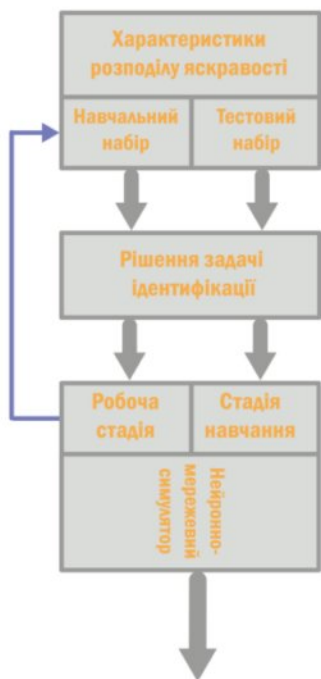 Характеристики
розподілу яскравості
Навчальний
набір
Тестовий
набір
Рішення задачі
ідентифікації
Робоча
стадія
Стадія
навчання
Нейронно-
мережевий
симулятор